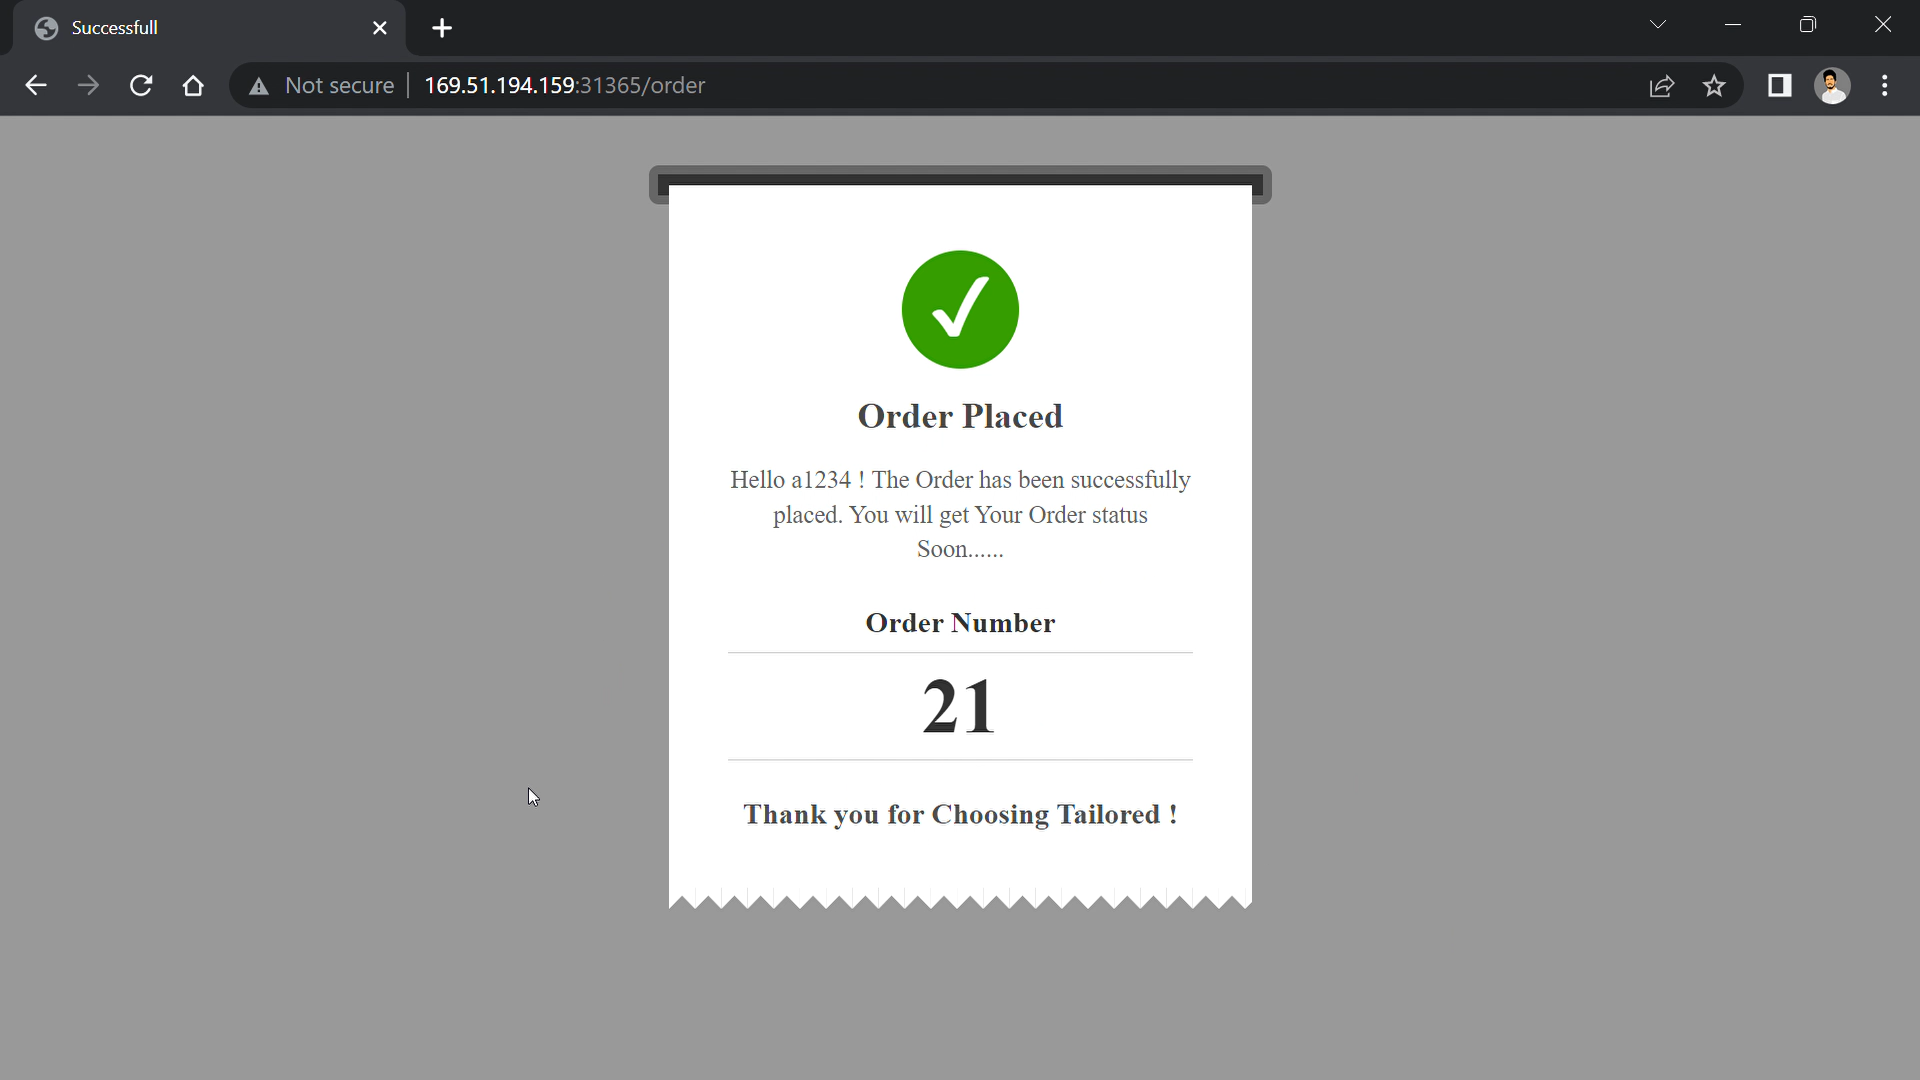 Successfull
Not secure
169.51.194.159:31365/order
Order Placed
Hello a1234 ! The Order has been successfully
placed. You will get Your Order status
Soon......
Order Number
21
Thank you for Choosing Tailored !